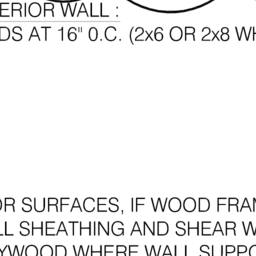 ERIOR WALL :
DS AT 16" O.C. (2x6 OR 2x8 WH
OR SURFACES, IF WOOD FRAM
LL SHEATHING AND SHEAR W
YWOOD WHERE WALL SUPPO